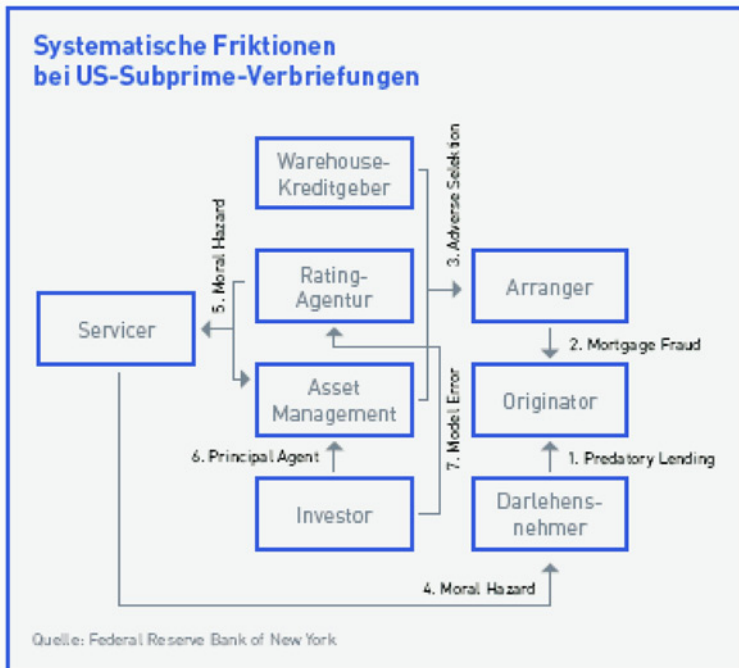 Systematische Friktionen
bei US-Subprime-Verbriefungen
Warehouse-
Kreditgeber
3. Adverse Selektion
5. Moral Hazard
Rating-
Agentur
Arranger
Servicer
2. Mortgage Fraud
Asset
Management
Originator
7. Model Error
6. Principal Agent
1. Predatory Lending
Investor
Darlehens-
nehmer
4. Moral Hazard
Quelle: Federal Reserve Bank of New York